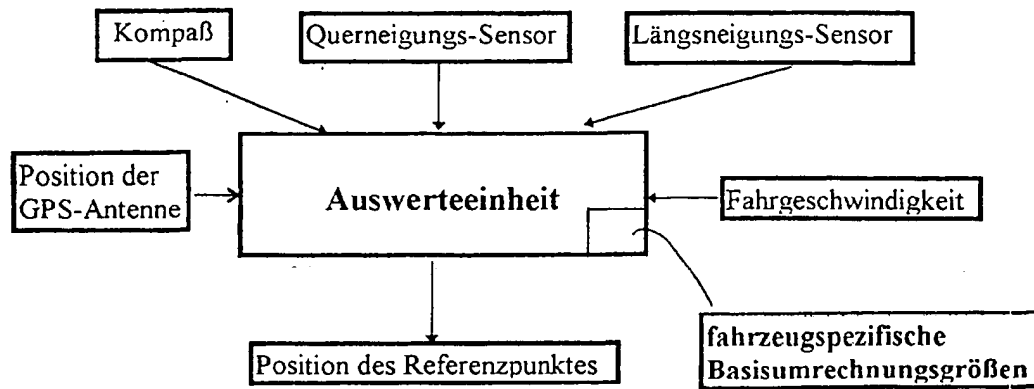 Kompaß
Querneigungs-Sensor
Längsneigungs-Sensor
Position der
GPS-Antenne
Auswerteeinheit
Fahrgeschwindigkeit
Position des Referenzpunktes
fahrzeugspezifische
Basisumrechnungsgrößen